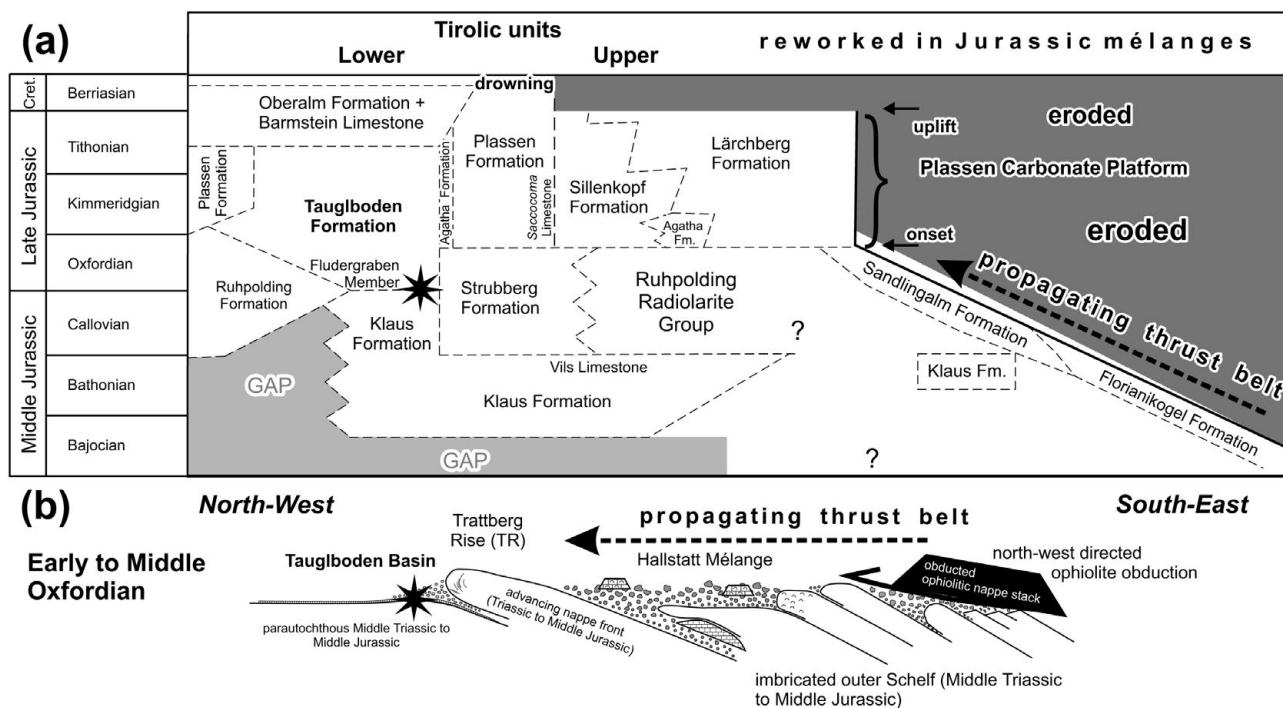 (a)
Tirolic units
Lower
Upper
reworked in Jurassic mélanges
Cret.
Late Jurassic
Middle Jurassic
Berriasian
Tithonian
Kimmeridgian
Oxfordian
Callovian
Bathonian
Bajocian
drowning
Oberalm Formation +
Barmstein Limestone
Plassen
Formation
Tauglboden
Formation
Agatha Formation
Plassen
Formation
Saccocoma
Limestone
Sillenkopf
Formation
Lärchberg
Formation
Agatha
Fm.
uplift
eroded
Plassen Carbonate Platform
onset
eroded
Ruhpolding
Formation
Fludergraben
Member
Klaus
Formation
Strubberg
Formation
Ruhpolding
Radiolarite
Group
?
Sandlingalm Formation
propagating thrust belt
GAP
Vils Limestone
Klaus Formation
Klaus Fm.
Florianikogel Formation
GAP
?
(b)
North-West
South-East
Early to Middle
Oxfordian
Tauglboden Basin
Trattberg
Rise (TR)
propagating thrust belt
Hallstatt Mélange
north-west directed
ophiolite obduction
obducted
ophiolitic nappe stack
parautochthous Middle Triassic to
Middle Jurassic
advancing nappe front
(Triassic to Middle Jurassic)
imbricated outer Schelf (Middle Triassic
to Middle Jurassic)